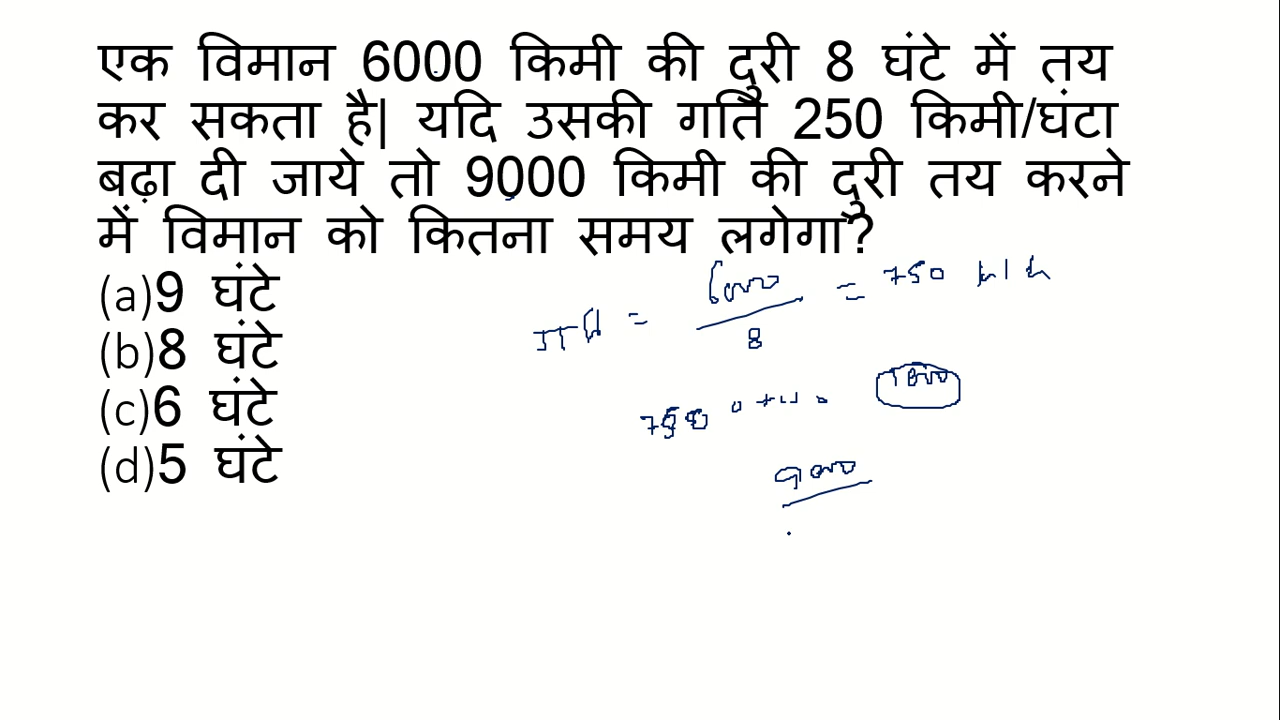 एक विमान 6000 किमी की दुरी 8 घंटे में तय
कर सकता है| यदि उसकी गति 250 किमी/घंटा
बढ़ा दी जाये तो 9000 किमी की दुरी तय करने
में विमान को कितना समय लगेगा?
(a)9 घंटे
(b)8 घंटे
(c)6 घंटे
(d)5 घंटे
= 6000 / 8 = 750
750
1000
9000